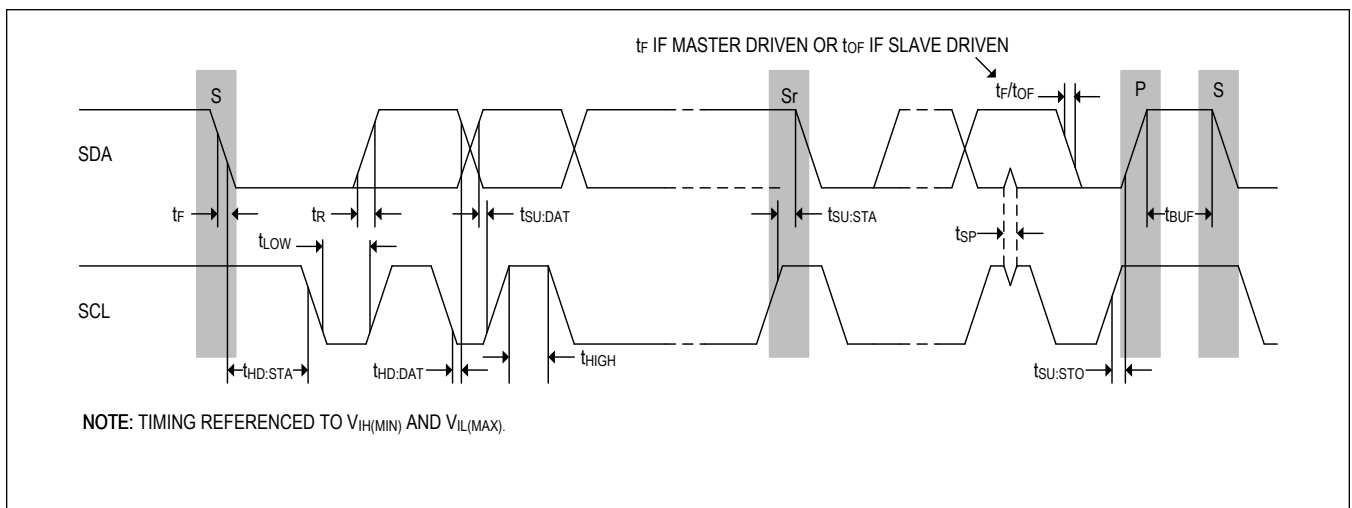 tF IF MASTER DRIVEN OR tOF IF SLAVE DRIVEN
S
Sr
tF/tOF
P
S
SDA
tF
tR
tSU:DAT
tSU:STA
tSP
tBUF
tLOW
SCL
tHD:STA
tHD:DAT
tHIGH
tSU:STO
NOTE: TIMING REFERENCED TO VIH(MIN) AND VIL(MAX).